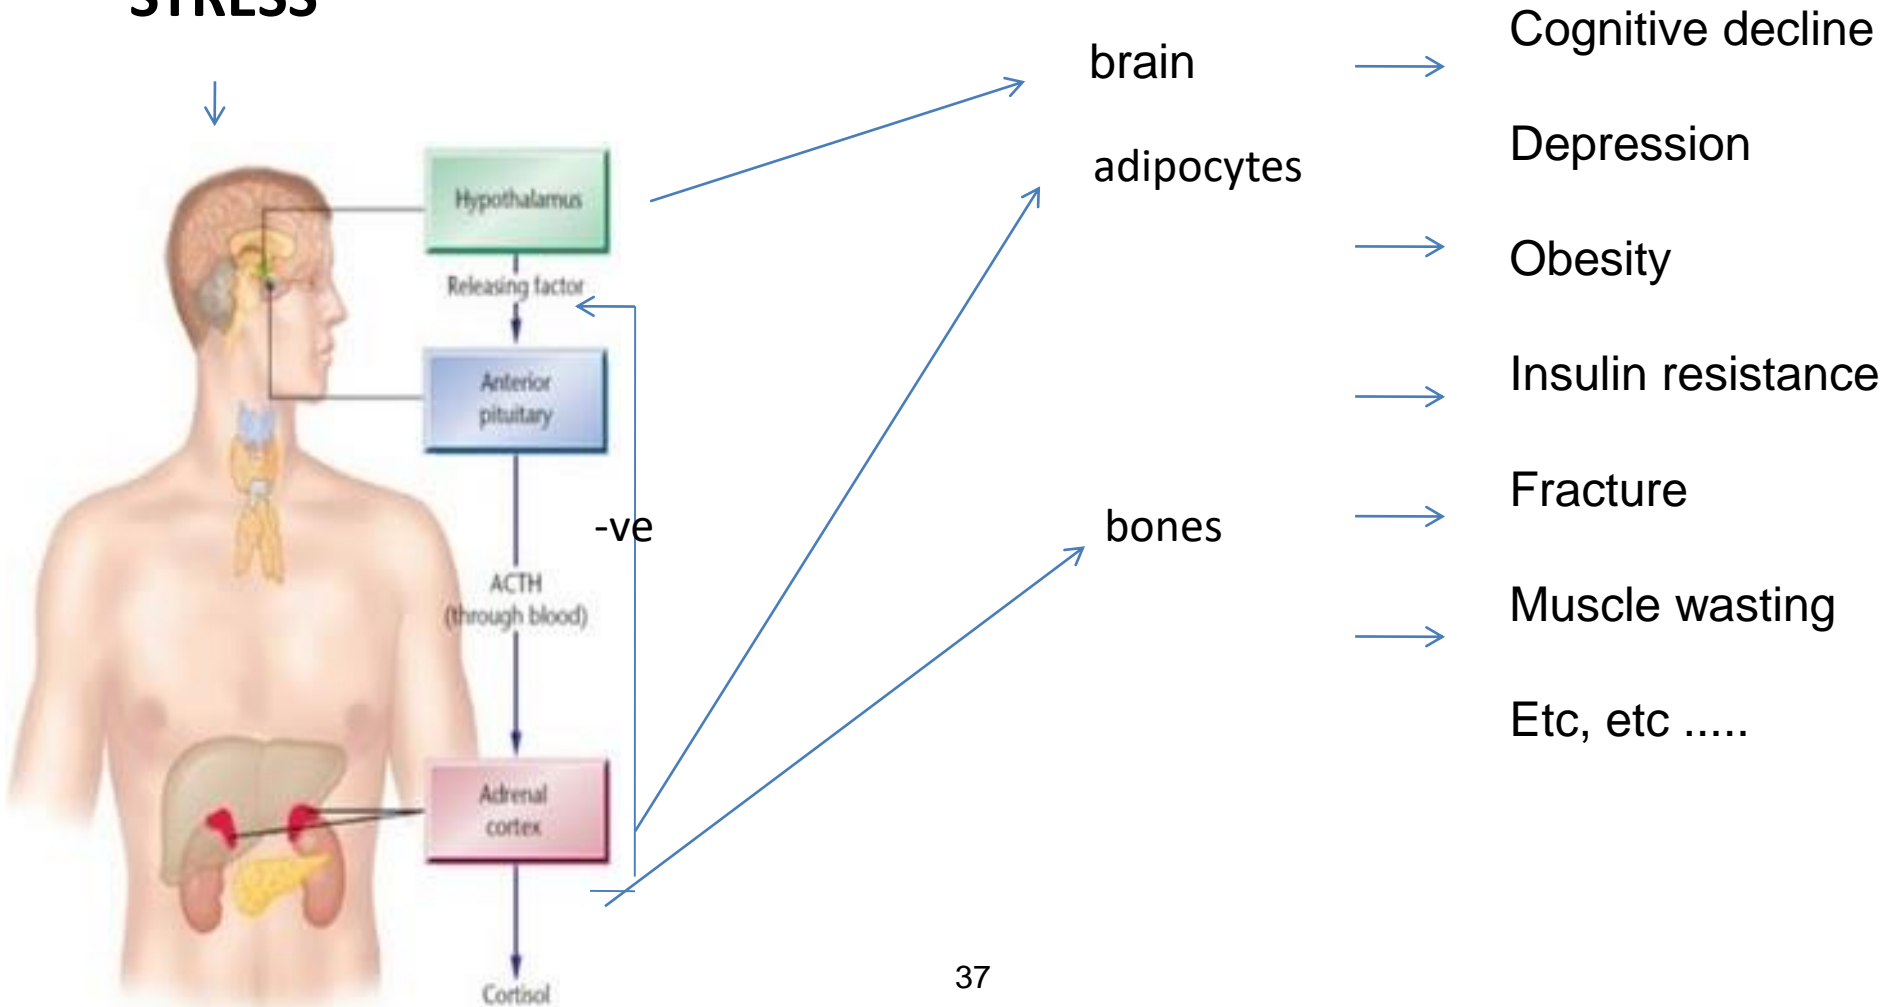 STRESS
Hypothalamus
Releasing factor
Anterior
pituitary
-ve
ACTH
(through blood)
Adrenal
cortex
Cortisol
brain
adipocytes
bones
Cognitive decline
Depression
Obesity
Insulin resistance
Fracture
Muscle wasting
Etc, etc .....
37